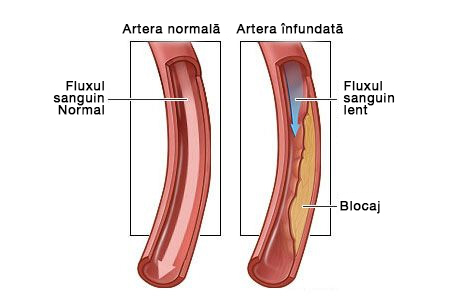 Artera normală
Artera înfundată
Fluxul
sanguin
Normal
Fluxul
sanguin
lent
Blocaj